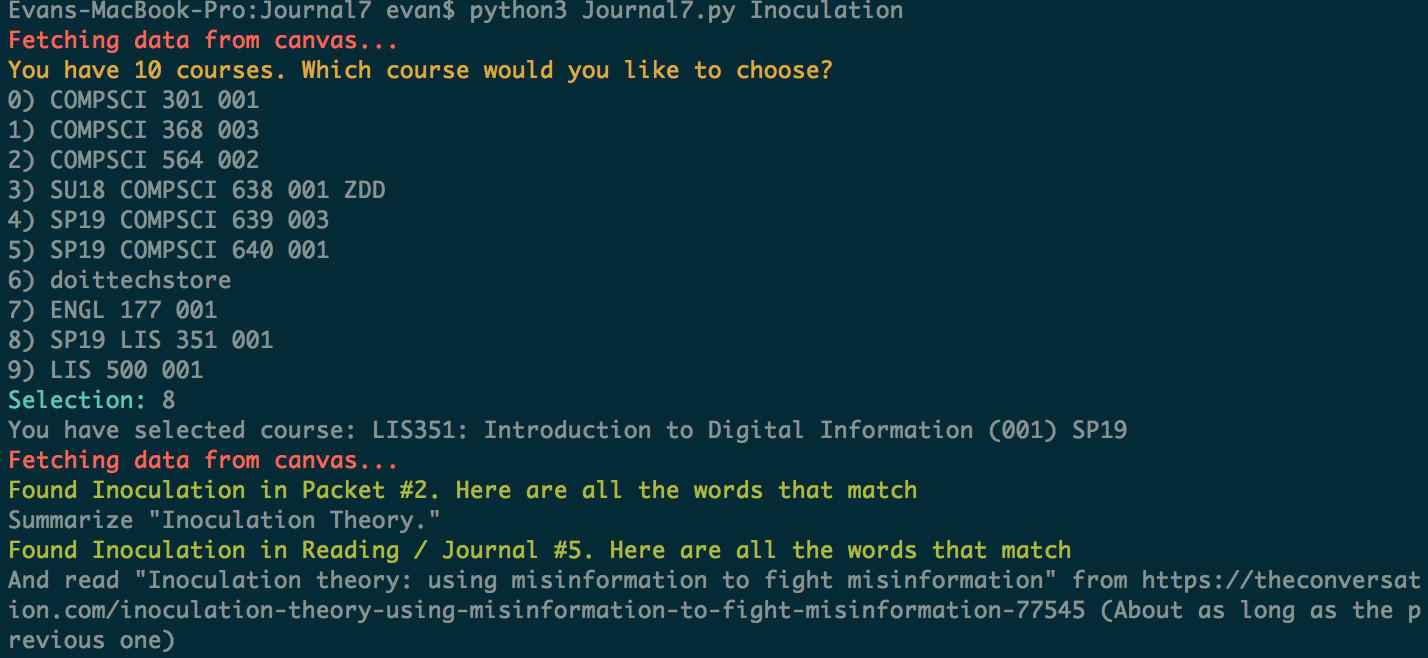 Evans-MacBook-Pro:Journal7 evan$ python3 Journal7.py Inoculation
Fetching data from canvas...
You have 10 courses. Which course would you like to choose?
0) COMPSCI 301 001
1) COMPSCI 368 003
2) COMPSCI 564 002
3) SU18 COMPSCI 638 001 ZDD
4) SP19 COMPSCI 639 003
5) SP19 COMPSCI 640 001
6) doittechstore
7) ENGL 177 001
8) SP19 LIS 351 001
9) LIS 500 001
Selection: 8
You have selected course: LIS351: Introduction to Digital Information (001) SP19
Fetching data from canvas...
Found Inoculation in Packet #2. Here are all the words that match
Summarize "Inoculation Theory."
Found Inoculation in Reading / Journal #5. Here are all the words that match
And read "Inoculation theory: using misinformation to fight misinformation" from https://theconversat
ion.com/inoculation-theory-using-misinformation-to-fight-misinformation-77545 (About as long as the p
revious one)